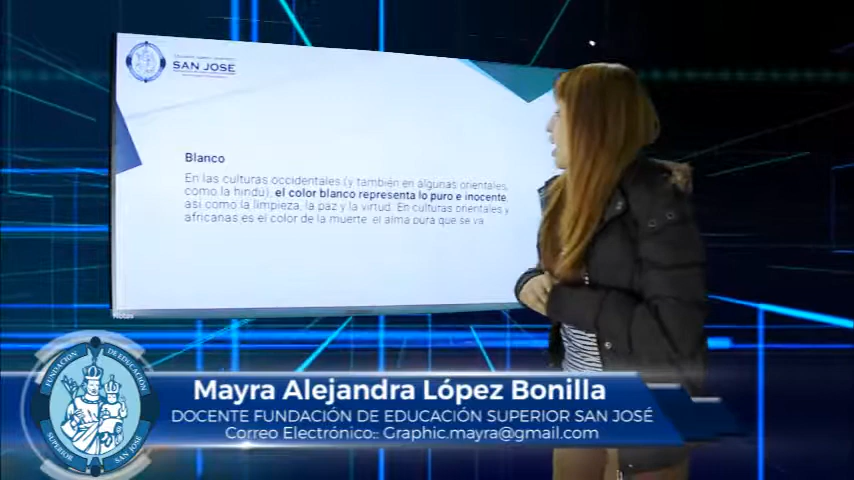 SAN JOSE
Blanco
En las culturas occidentales (y también en algunas orientales,
como la hindú), el color blanco representa lo puro e inocente,
así como la limpieza, la paz y la virtud. En culturas orientales y
africanas es el color de la muerte: el alma pura que se va
Notas
Mayra Alejandra López Bonilla
DOCENTE FUNDACIÓN DE EDUCACIÓN SUPERIOR SAN JOSÉ
Correo Electrónico:: Graphic.mayra@gmail.com
FUNDACIÓN DE EDUCACIÓN
SUPERIOR SAN JOSÉ